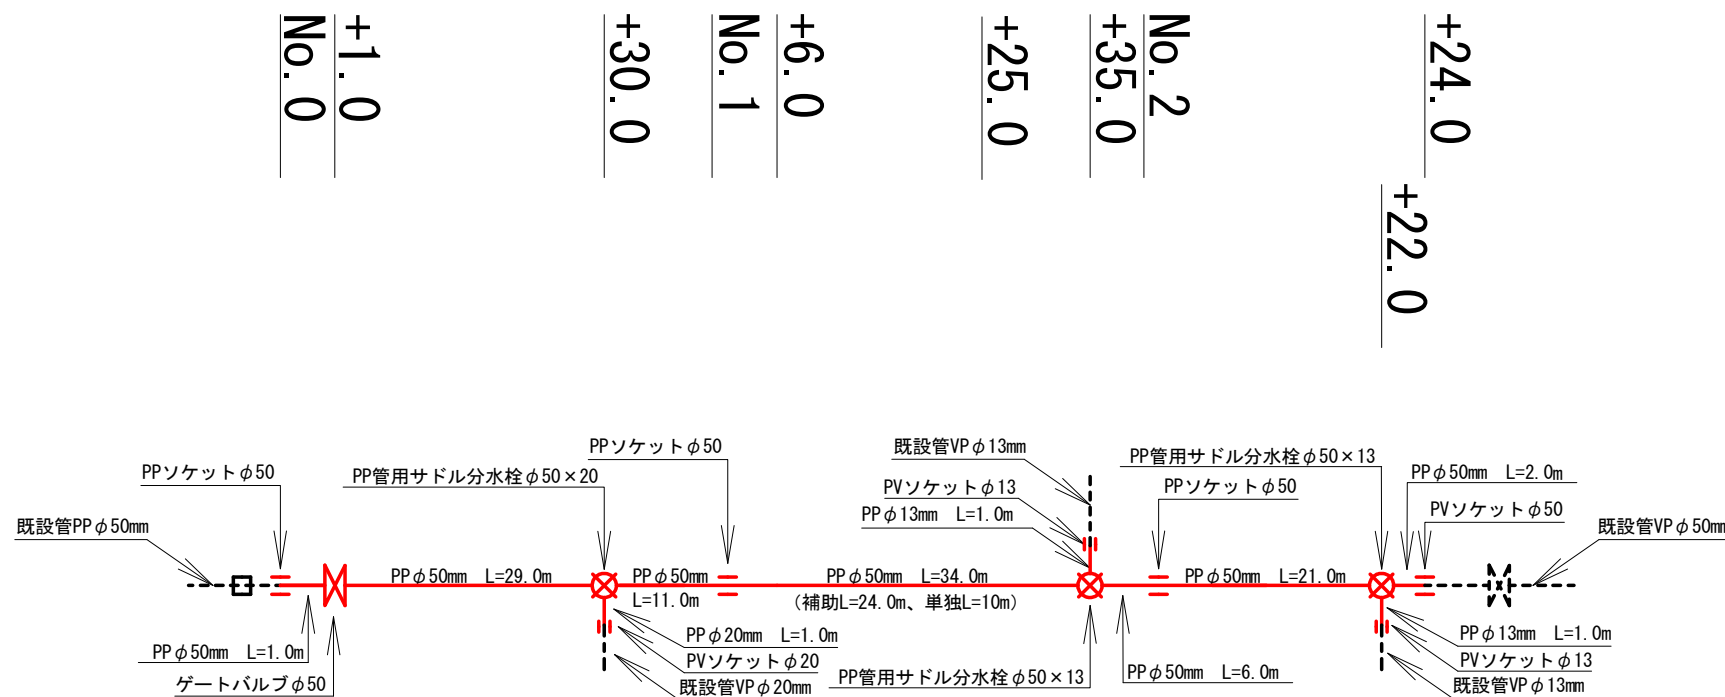 No. 0
+1. 0
+30. 0
No. 1
+6. 0
+25. 0
+35. 0
No. 2
+24. 0
+22. 0
PPソケットφ50
既設管PPφ50mm
PP管用サドル分水栓φ50×20
PPソケットφ50
既設管VPφ13mm
PVソケットφ13
PPφ13mm L=1.0m
PP管用サドル分水栓φ50×13
PPソケットφ50
PPφ50mm L=2.0m
PVソケットφ50
既設管VPφ50mm
PPφ50mm L=29.0m
PPφ50mm
L=11.0m
PPφ50mm L=34.0m
(補助L=24.0m、単独L=10m)
PPφ50mm L=21.0m
PPφ50mm L=1.0m
ゲートバルブφ50
PPφ20mm L=1.0m
PVソケットφ20
既設管VPφ20mm
PP管用サドル分水栓φ50×13
PPφ50mm L=6.0m
PPφ13mm L=1.0m
PVソケットφ13
既設管VPφ13mm